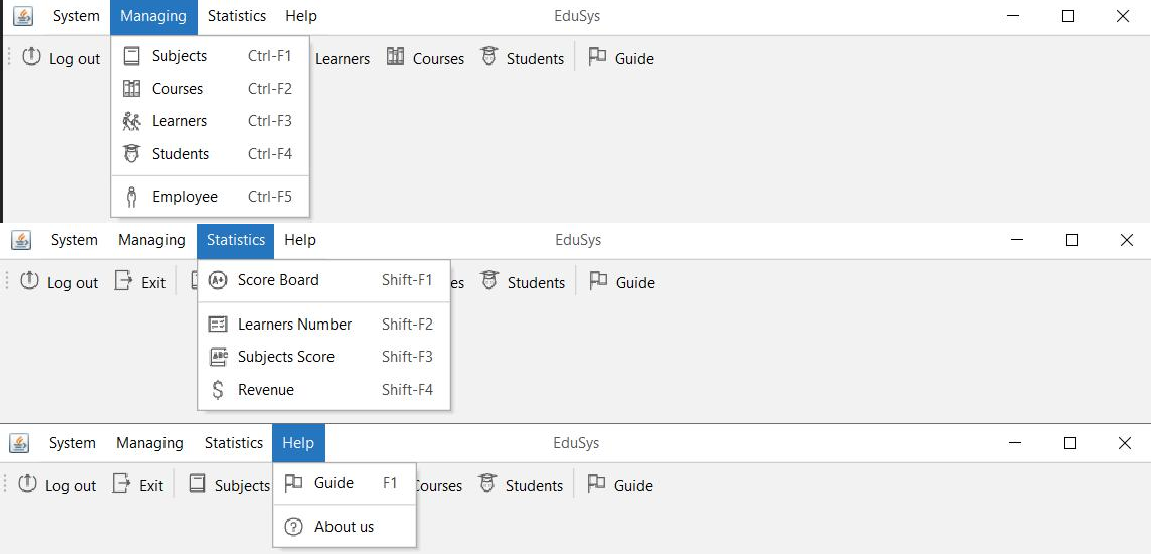 System Managing Statistics Help EduSys
Log out Learners Courses Students Guide
Subjects Ctrl-F1
Courses Ctrl-F2
Learners Ctrl-F3
Students Ctrl-F4
Employee Ctrl-F5
System Managing Statistics Help EduSys
Log out Exit es Students Guide
A+ Score Board Shift-F1
Learners Number Shift-F2
ABC Subjects Score Shift-F3
$ Revenue Shift-F4
System Managing Statistics Help EduSys
Log out Exit Subjects Courses Students Guide
Guide F1
? About us